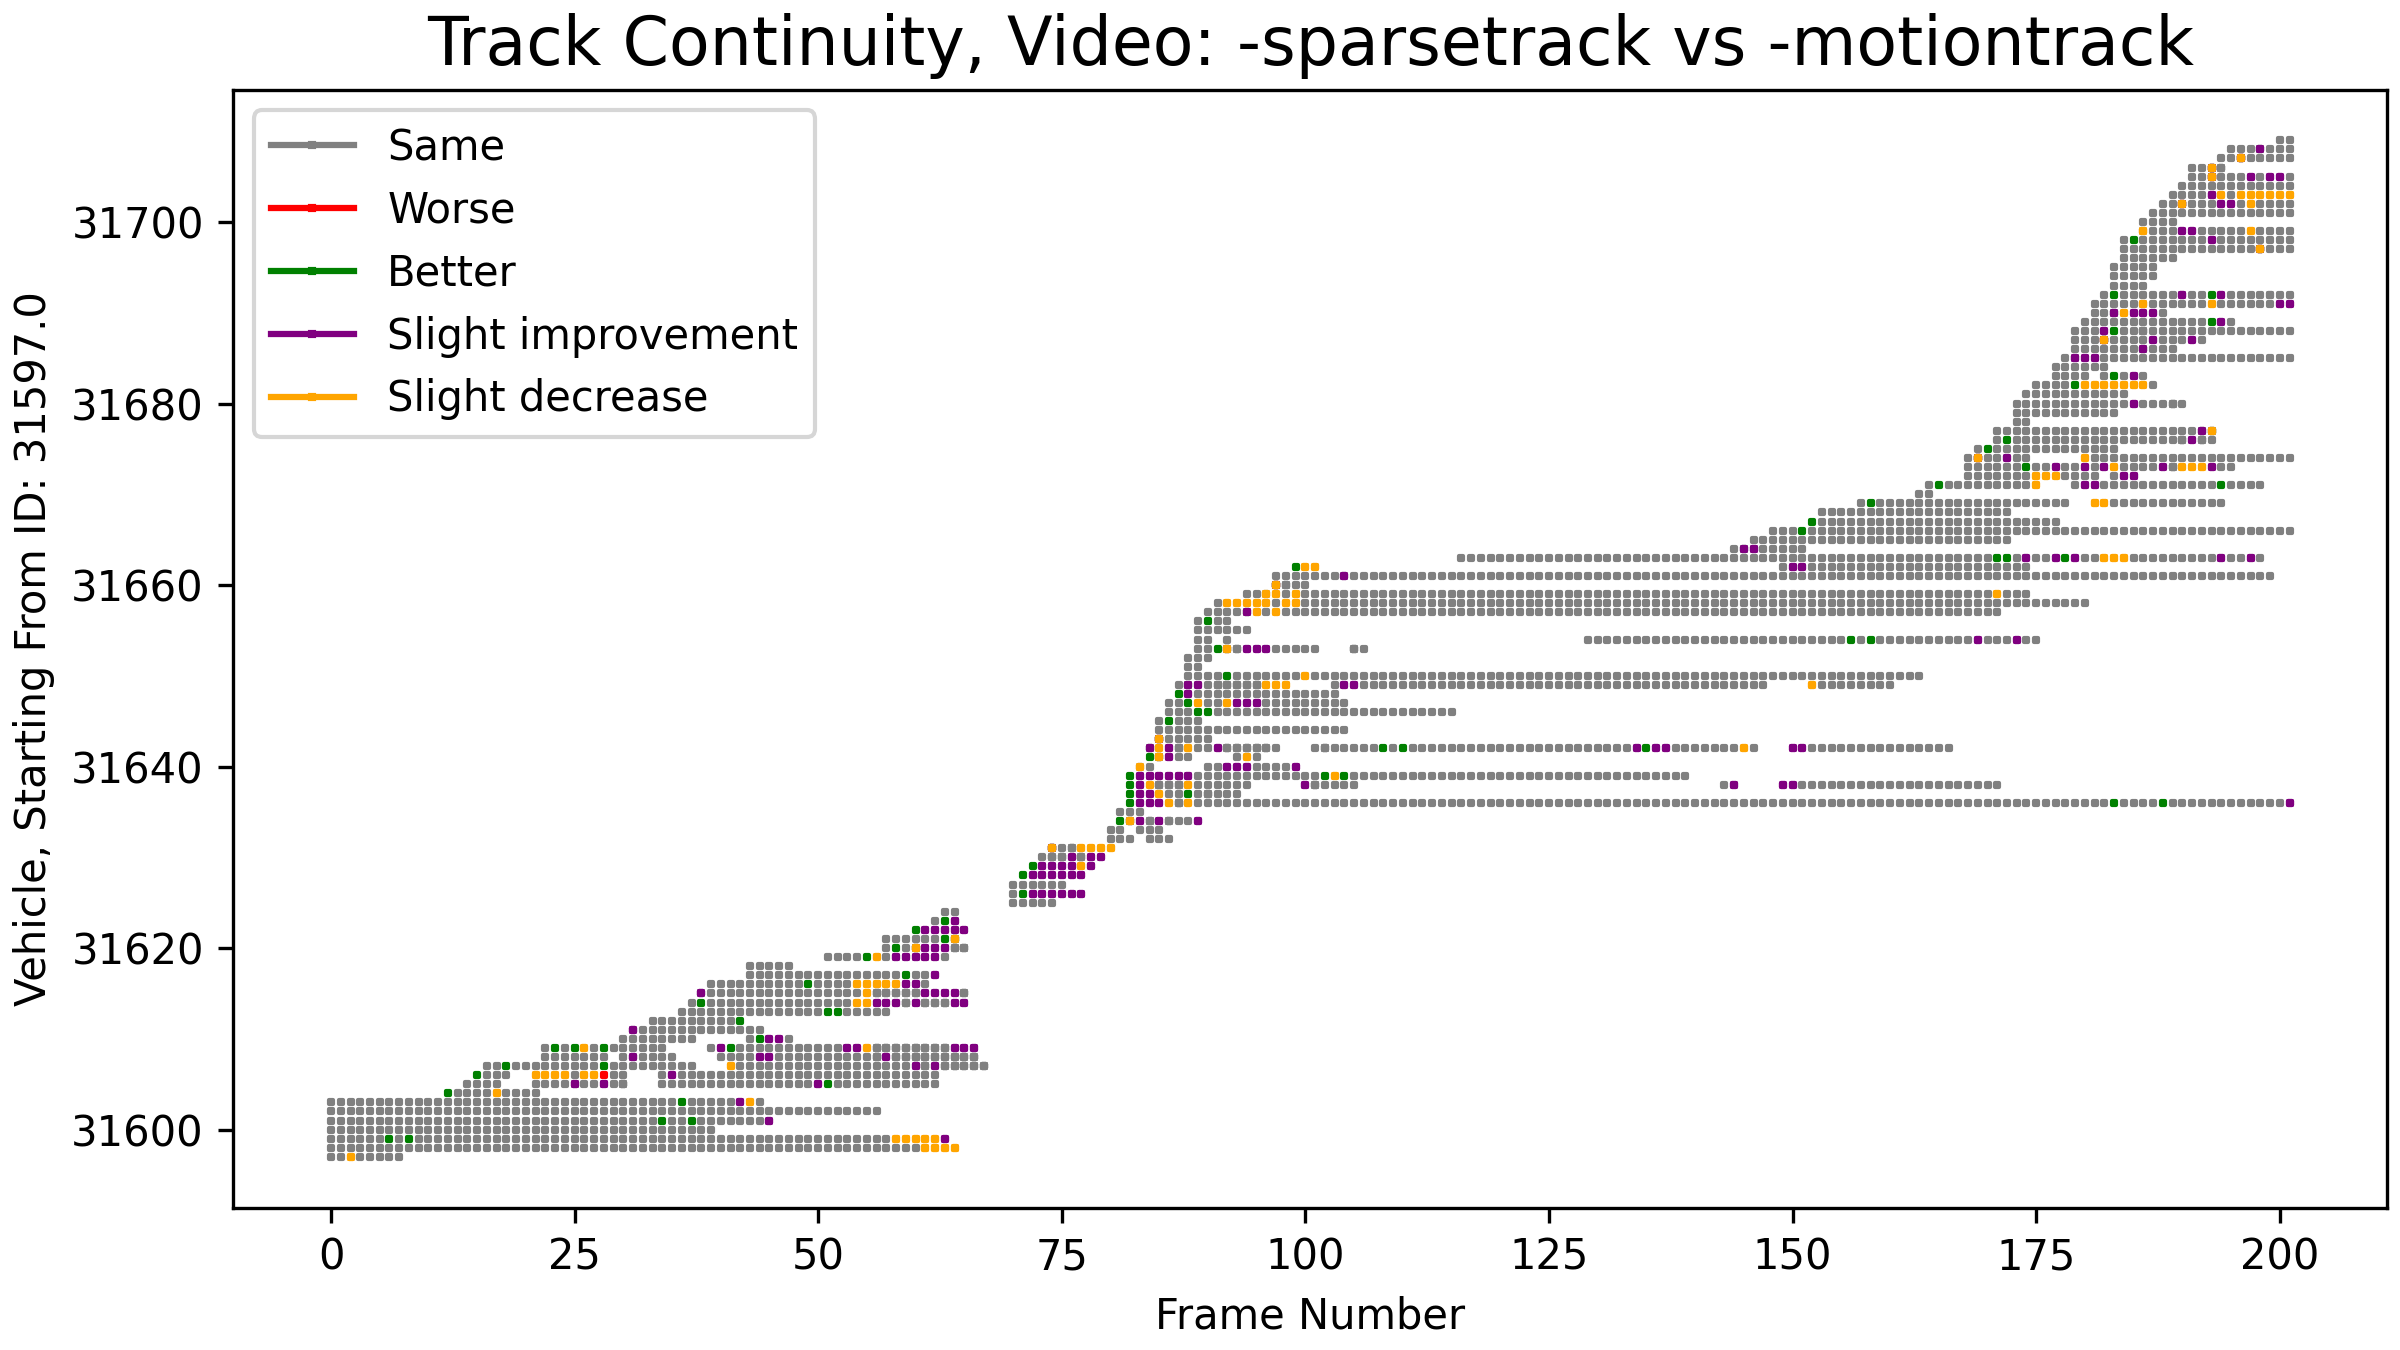 Track Continuity, Video: -sparsetrack vs -motiontrack
Same
Worse
Better
Slight improvement
Slight decrease
Vehicle, Starting From ID: 31597.0
31700
31680
31660
31640
31620
31600
0 25 50 75 100 125 150 175 200
Frame Number